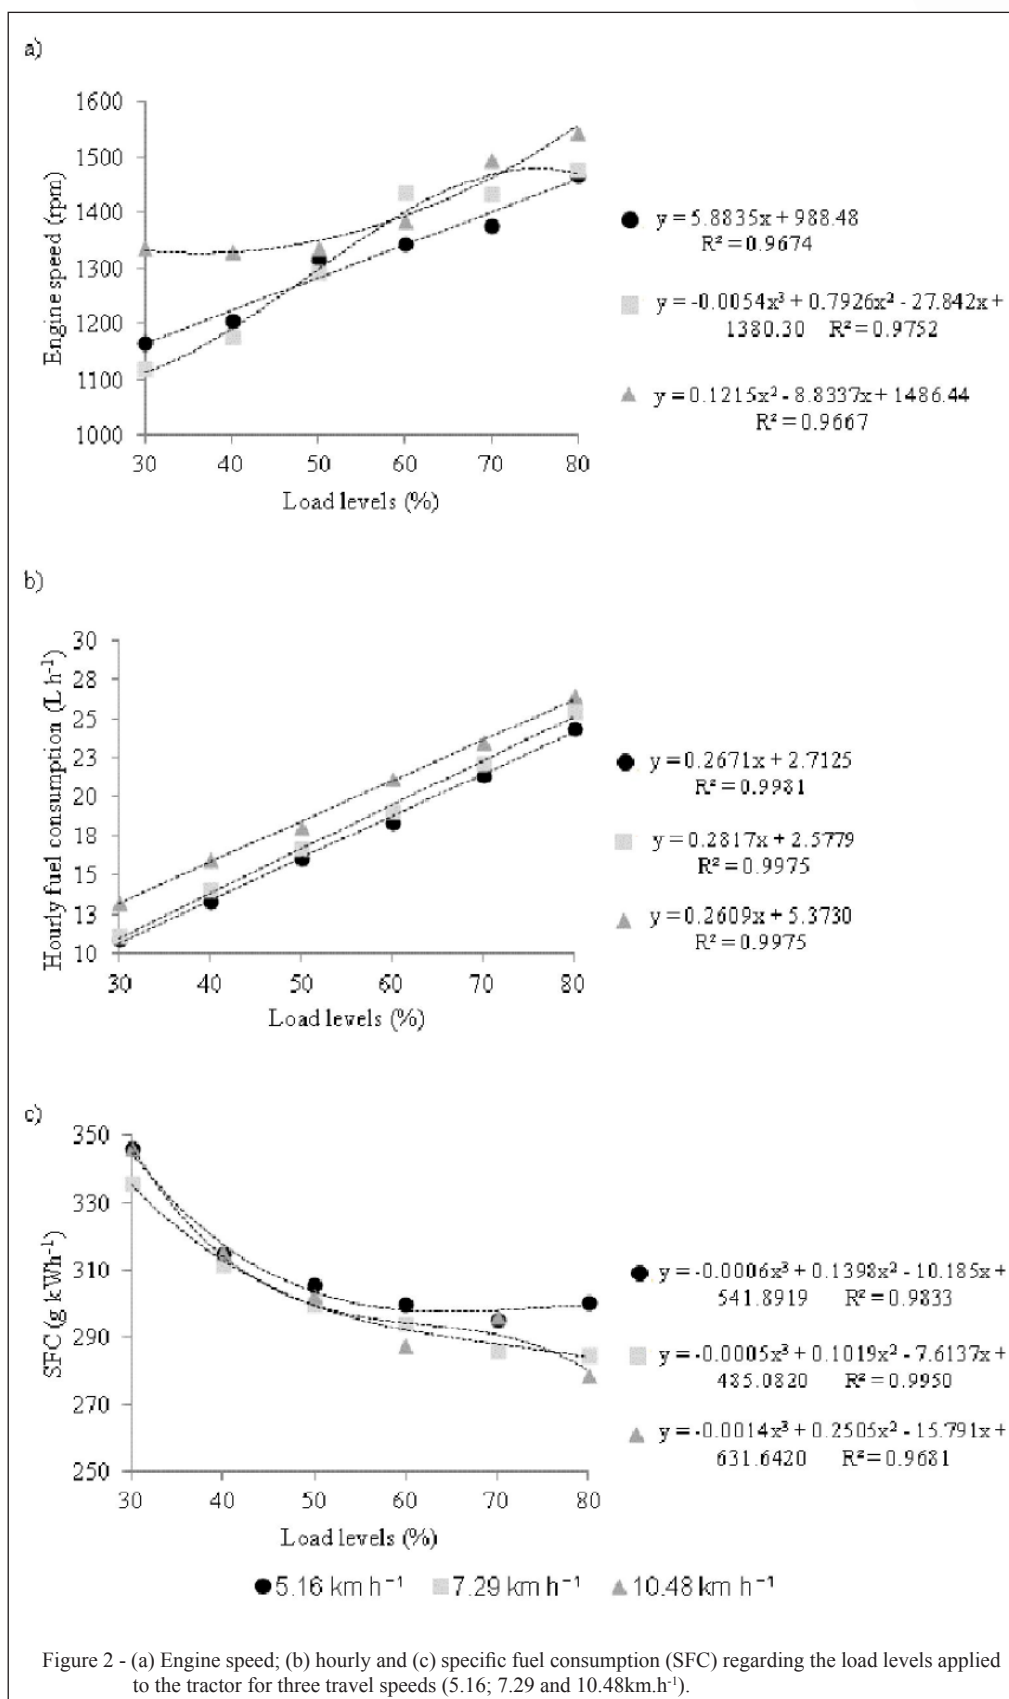 a)
1600
1500
1400
1300
1200
1100
1000
Engine speed (rpm)
30 40 50 60 70 80
Load levels (%)
y = 5.8835x + 988.48
R² = 0.9674
y = -0.0054x³ + 0.7926x² - 27.842x +
1380.30 R² = 0.9752
y = 0.1215x² - 8.8337x + 1486.44
R² = 0.9667
b)
30
28
25
23
20
18
15
13
10
Hourly fuel consumption (L h⁻¹)
30 40 50 60 70 80
Load levels (%)
y = 0.2671x + 2.7125
R² = 0.9981
y = 0.2817x + 2.5779
R² = 0.9975
y = 0.2609x + 5.3730
R² = 0.9975
c)
350
330
310
290
270
250
SFC (g kWh⁻¹)
30 40 50 60 70 80
Load levels (%)
y = -0.0006x³ + 0.1398x² - 10.185x +
541.8919 R² = 0.9833
y = -0.0005x³ + 0.1019x² - 7.6137x +
485.0820 R² = 0.9950
y = -0.0014x³ + 0.2505x² - 15.791x +
631.6420 R² = 0.9681
5.16 km h⁻¹ 7.29 km h⁻¹ 10.48 km h⁻¹
Figure 2 - (a) Engine speed; (b) hourly and (c) specific fuel consumption (SFC) regarding the load levels applied
to the tractor for three travel speeds (5.16; 7.29 and 10.48km.h⁻¹).